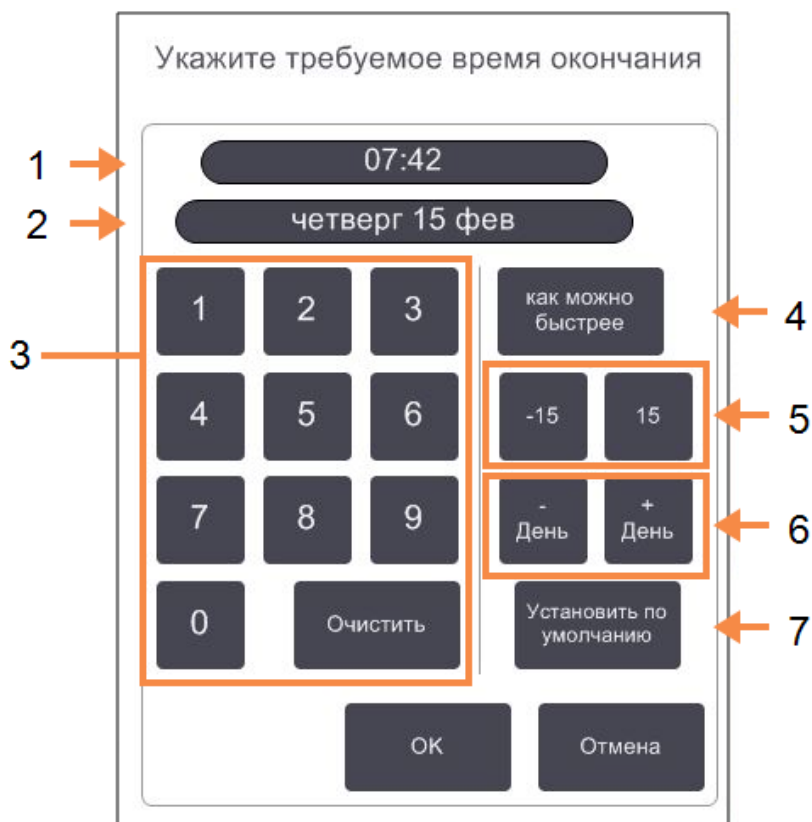 Укажите требуемое время окончания
1
07:42
2
четверг 15 фев
3
1 2 3
4 5 6
7 8 9
0 Очистить
как можно
быстрее
4
-15 15
5
- +
День День
6
Установить по
умолчанию
7
OK Отмена